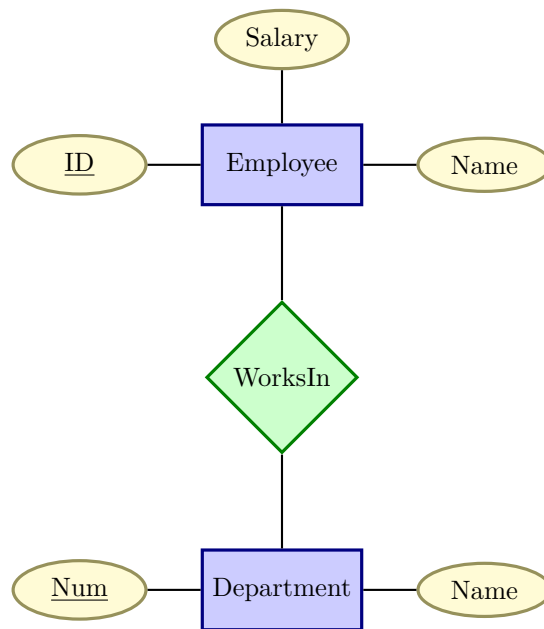 Salary
ID
Employee
Name
WorksIn
Num
Department
Name